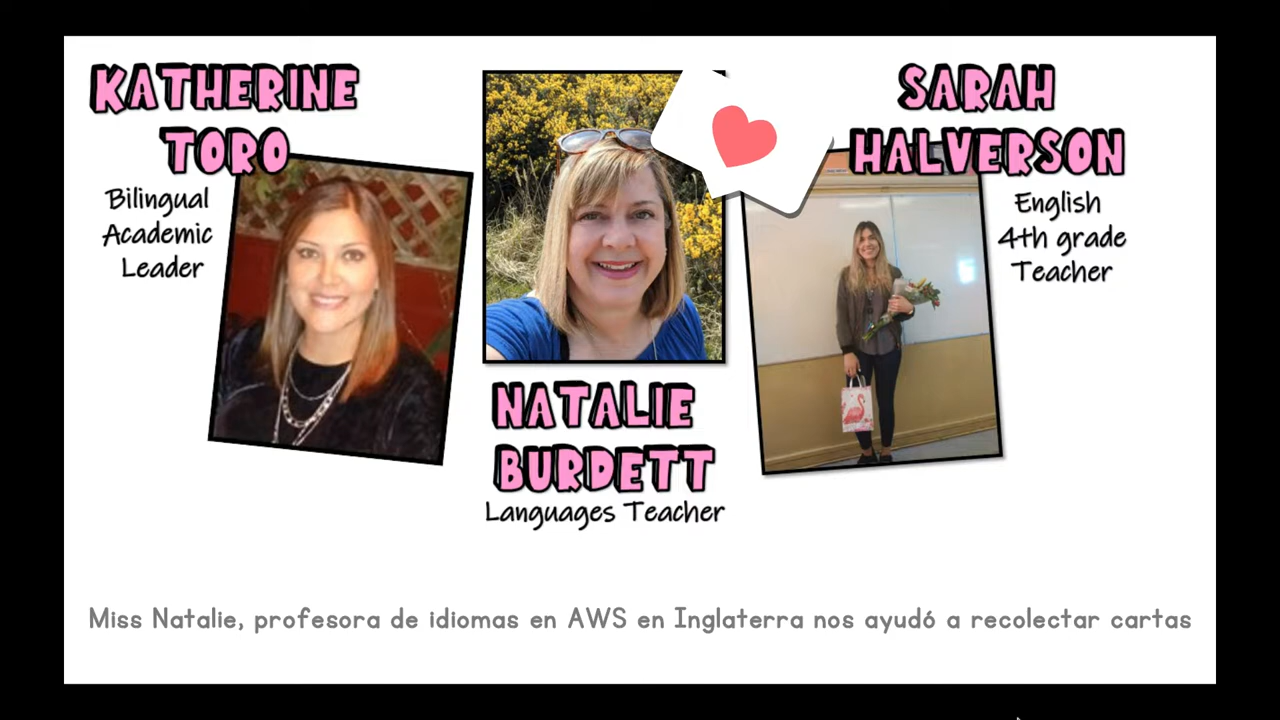 KATHERINE
TORO
Bilingual
Academic
Leader
NATALIE
BURDETT
Languages Teacher
SARAH
HALVERSON
English
4th grade
Teacher
Miss Natalie, profesora de idiomas en AWS en Inglaterra nos ayudó a recolectar cartas